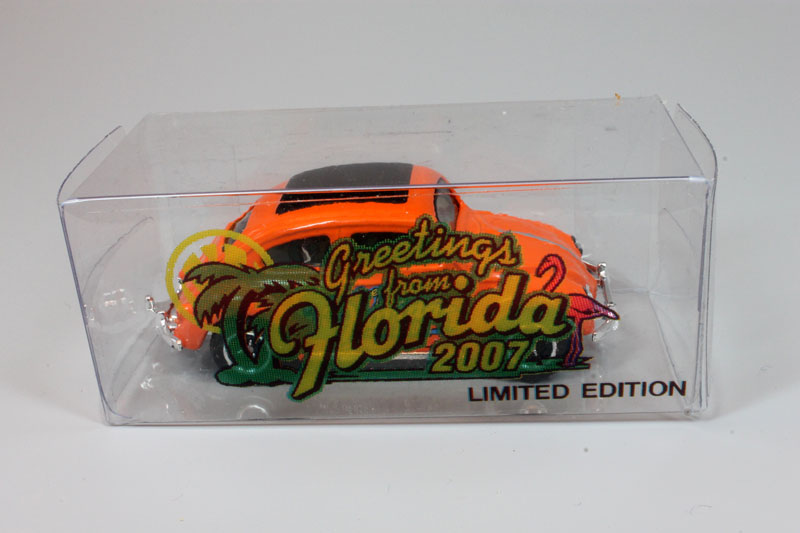 Greetings
from
Florida
2007
LIMITED EDITION